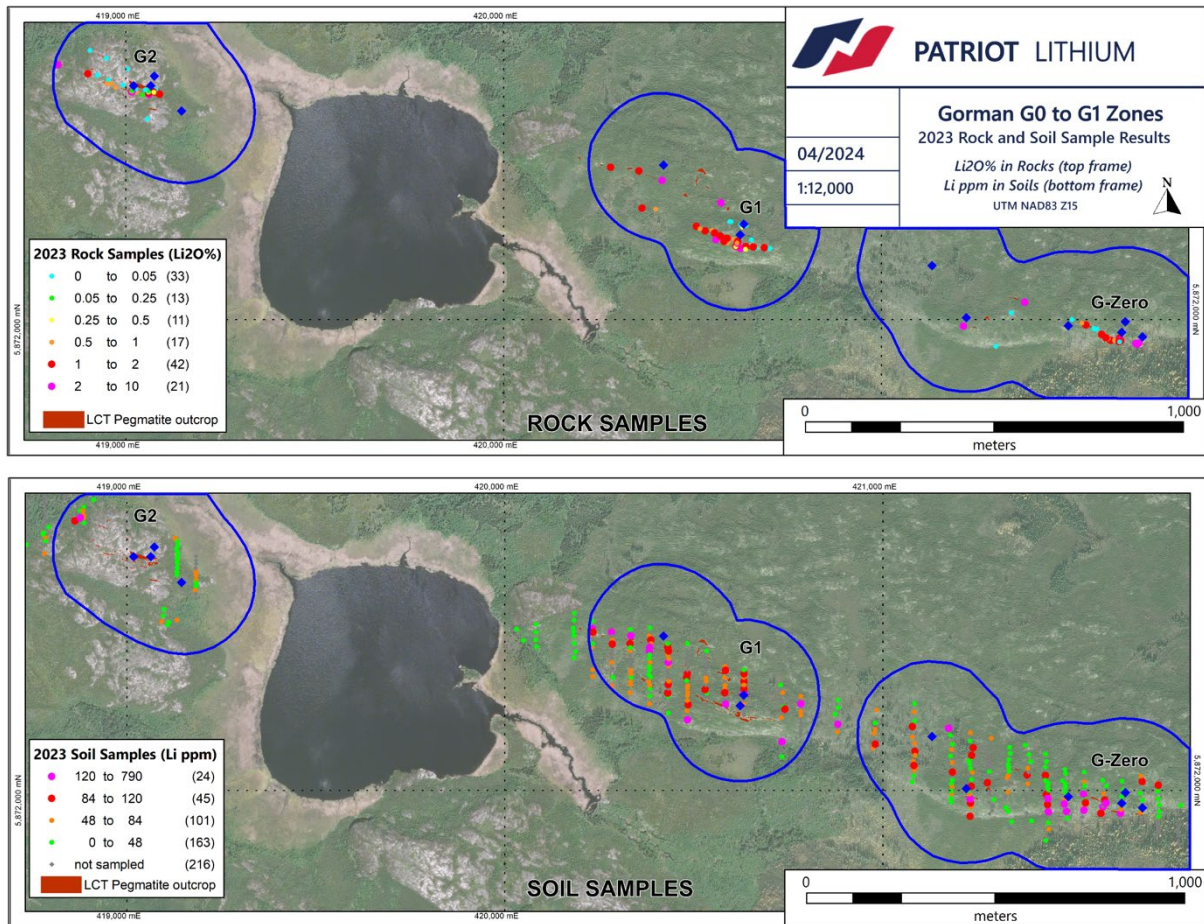 419,000 mE
420,000 mE
PATRIOT LITHIUM
Gorman G0 to G1 Zones
2023 Rock and Soil Sample Results
04/2024
Li2O% in Rocks (top frame)
1:12,000
Li ppm in Soils (bottom frame)
UTM NAD83 Z15
N
G2
G1
G-Zero
5,872,000 mN
5,872,000 mN
2023 Rock Samples (Li2O%)
0 to 0.05 (33)
0.05 to 0.25 (13)
0.25 to 0.5 (11)
0.5 to 1 (17)
1 to 2 (42)
2 to 10 (21)
LCT Pegmatite outcrop
ROCK SAMPLES
0 1,000
meters
419,000 mE
420,000 mE
419,000 mE
420,000 mE
421,000 mE
G2
G1
G-Zero
5,872,000 mN
5,872,000 mN
2023 Soil Samples (Li ppm)
120 to 790 (24)
84 to 120 (45)
48 to 84 (101)
0 to 48 (163)
not sampled (216)
LCT Pegmatite outcrop
SOIL SAMPLES
0 1,000
meters
419,000 mE
420,000 mE